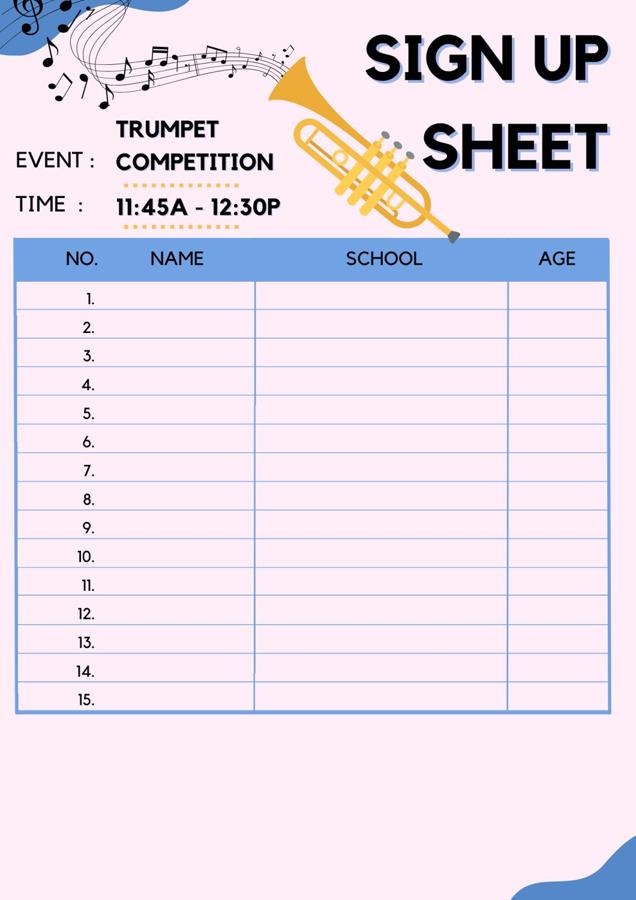 SIGN UP
SHEET
EVENT : TRUMPET
COMPETITION
TIME : 11:45A - 12:30P
NO. NAME SCHOOL AGE
1.
2.
3.
4.
5.
6.
7.
8.
9.
10.
11.
12.
13.
14.
15.